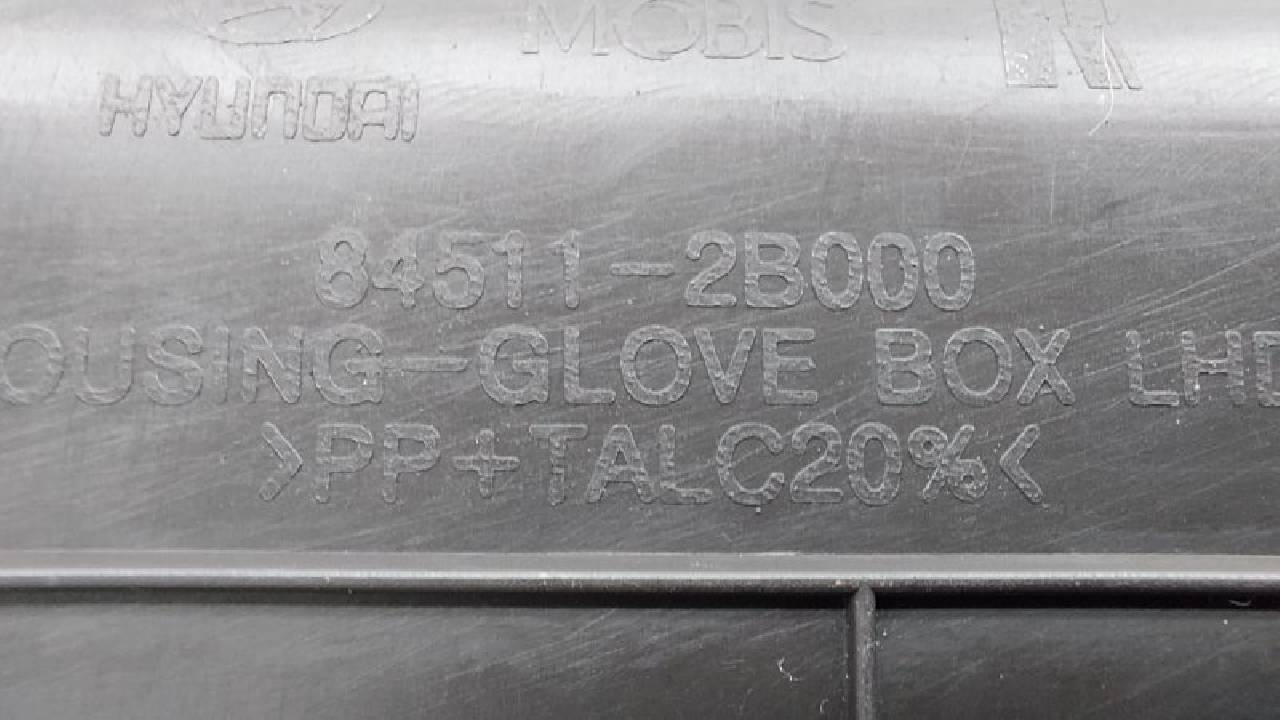 MOBIS
HYUNDAI
84511-2B000
OUSING-GLOVE BOX LHD
>PP+TALC20%<